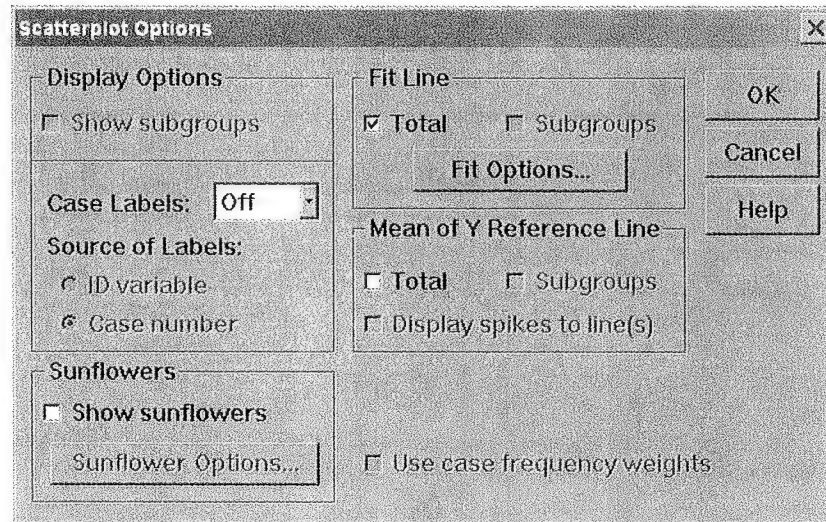 Scatterplot Options
Display Options
Show subgroups
Case Labels: Off
Source of Labels:
ID variable
Case number
Sunflowers
Show sunflowers
Sunflower Options...
Fit Line
Total Subgroups
Fit Options...
Mean of Y Reference Line
Total Subgroups
Display spikes to line(s)
Use case frequency weights
OK
Cancel
Help